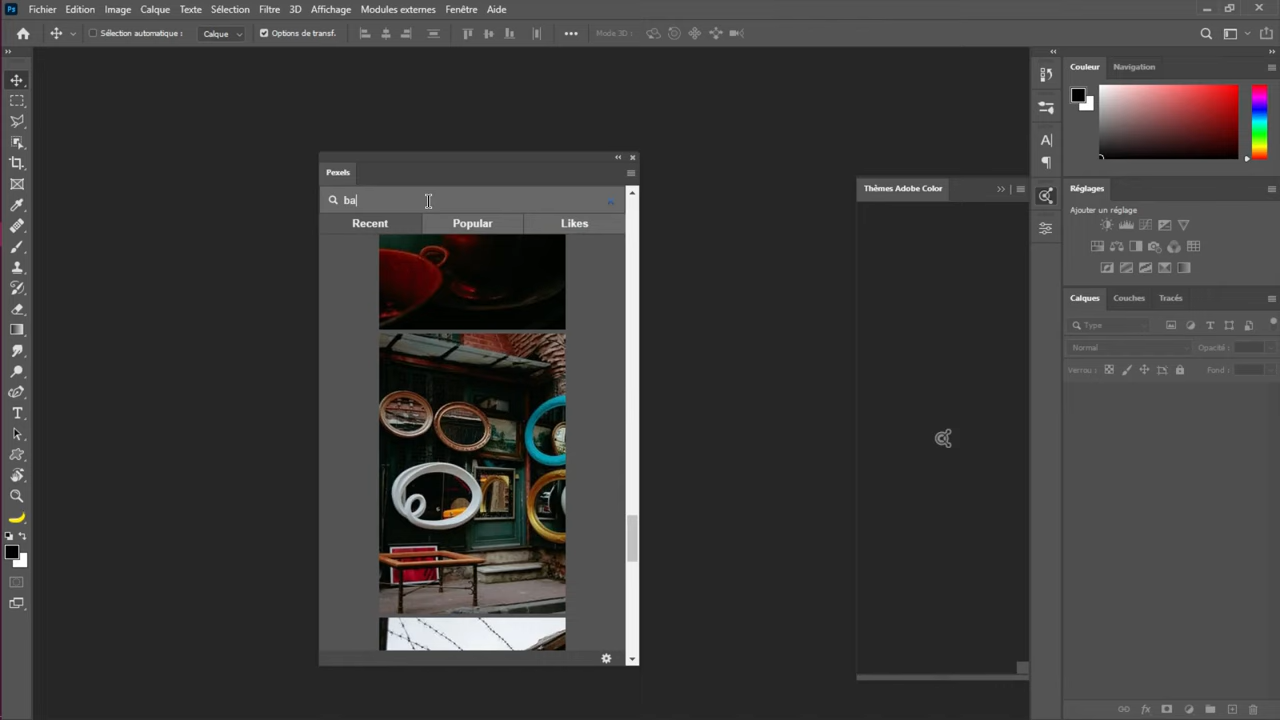 Ps Fichier Edition Image Calque Texte Sélection Filtre 3D Affichage Modules externes Fenêtre Aide
Sélection automatique : Calque Options de transf. Mode 3D :
Couleur Navigation
Pexels
ba
Recent Popular Likes
Thèmes Adobe Color
Réglages
Ajouter un réglage
Calques Couches Tracés
Type
Normal Opacité :
Verrou : Fond :